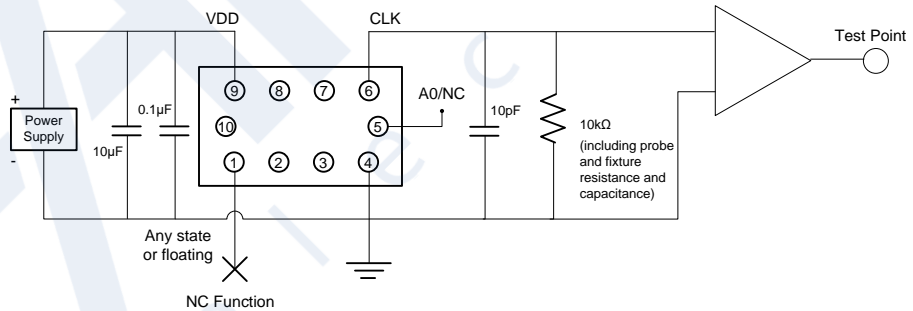 VDD
CLK
Test Point
+
Power
Supply
-
10µF
0.1µF
9
8
7
6
10
5
A0/NC
1
2
3
4
10pF
10kΩ
(including probe
and fixture
resistance and
capacitance)
Any state
or floating
NC Function